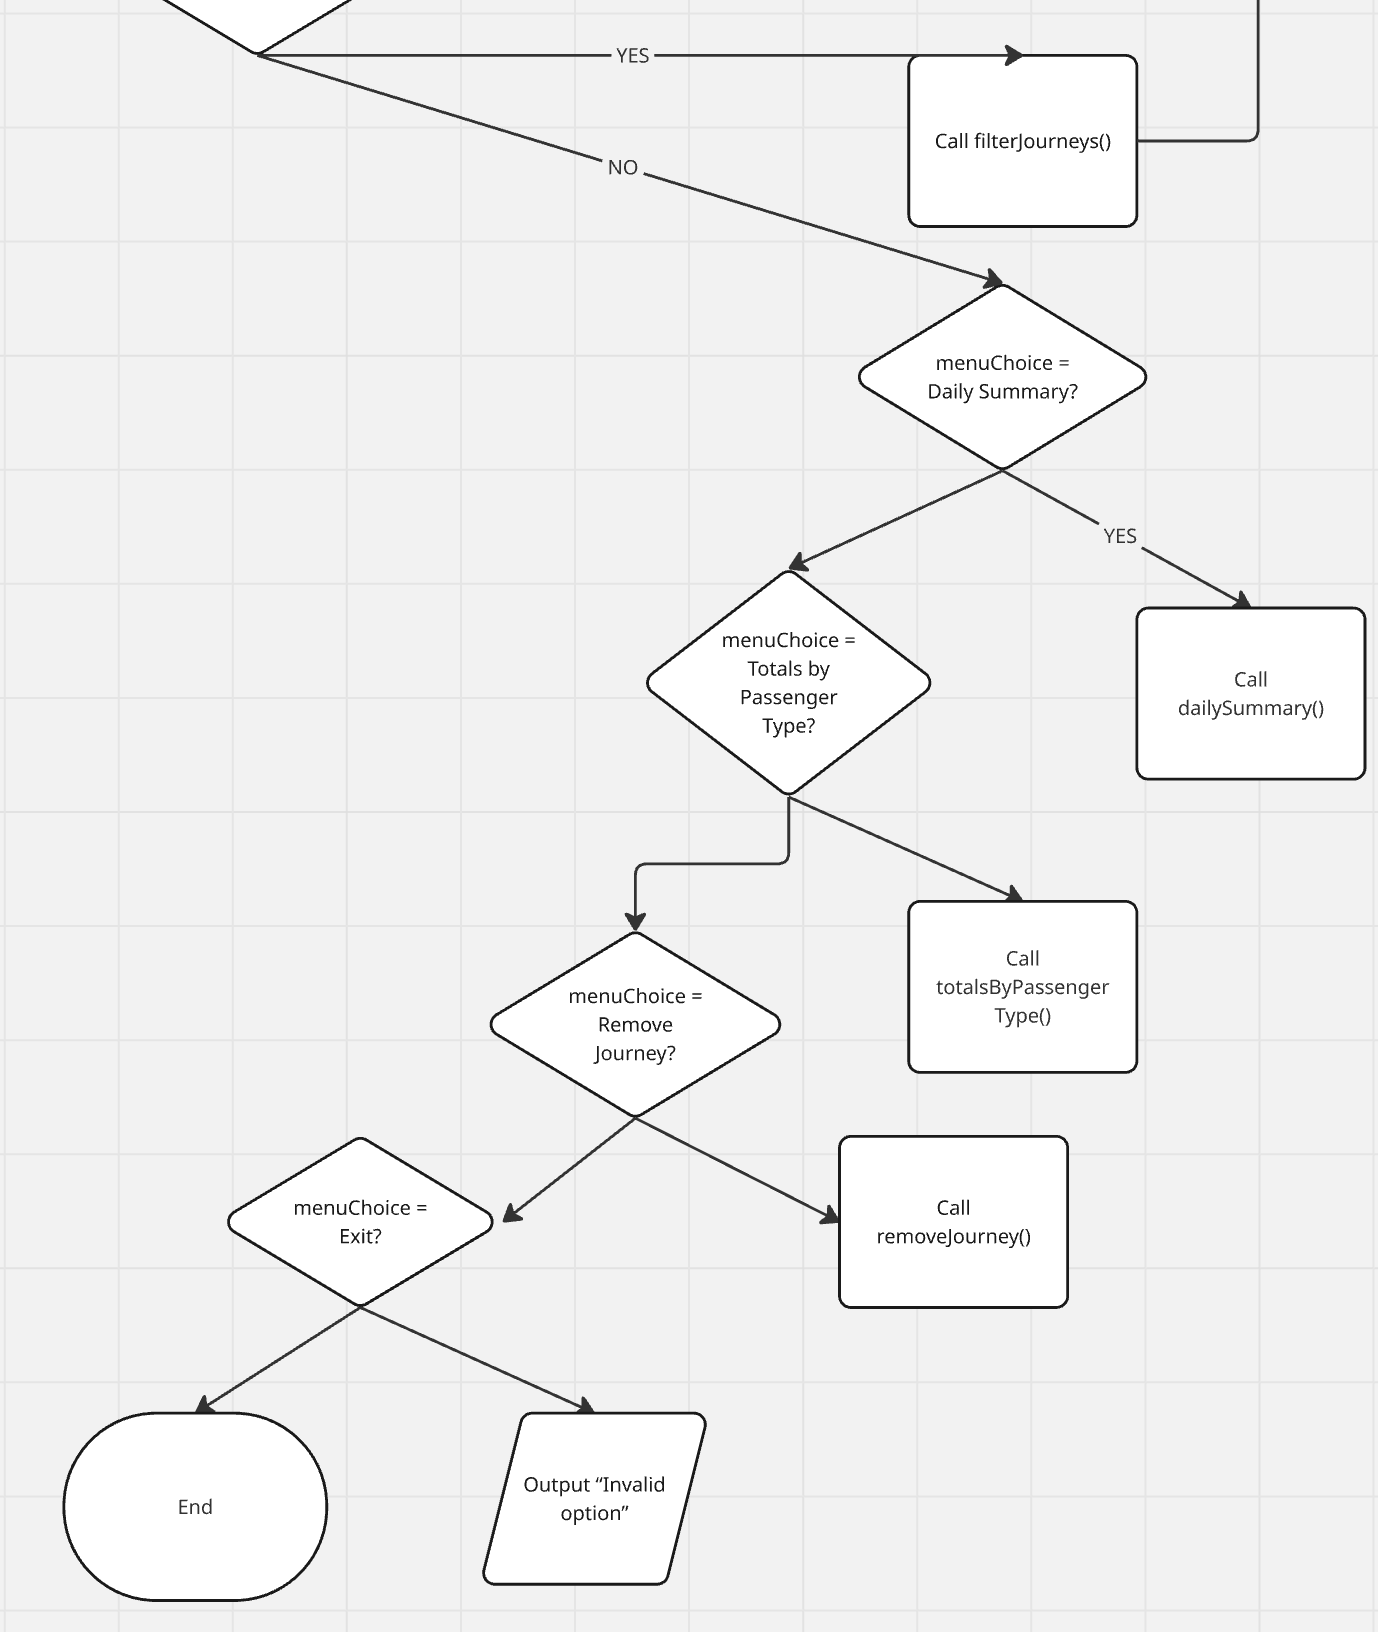 YES
Call filterJourneys()
NO
menuChoice =
Daily Summary?
YES
menuChoice =
Totals by
Passenger
Type?
Call
dailySummary()
menuChoice =
Remove
Journey?
Call
totalsByPassenger
Type()
menuChoice =
Exit?
Call
removeJourney()
End
Output “Invalid
option”